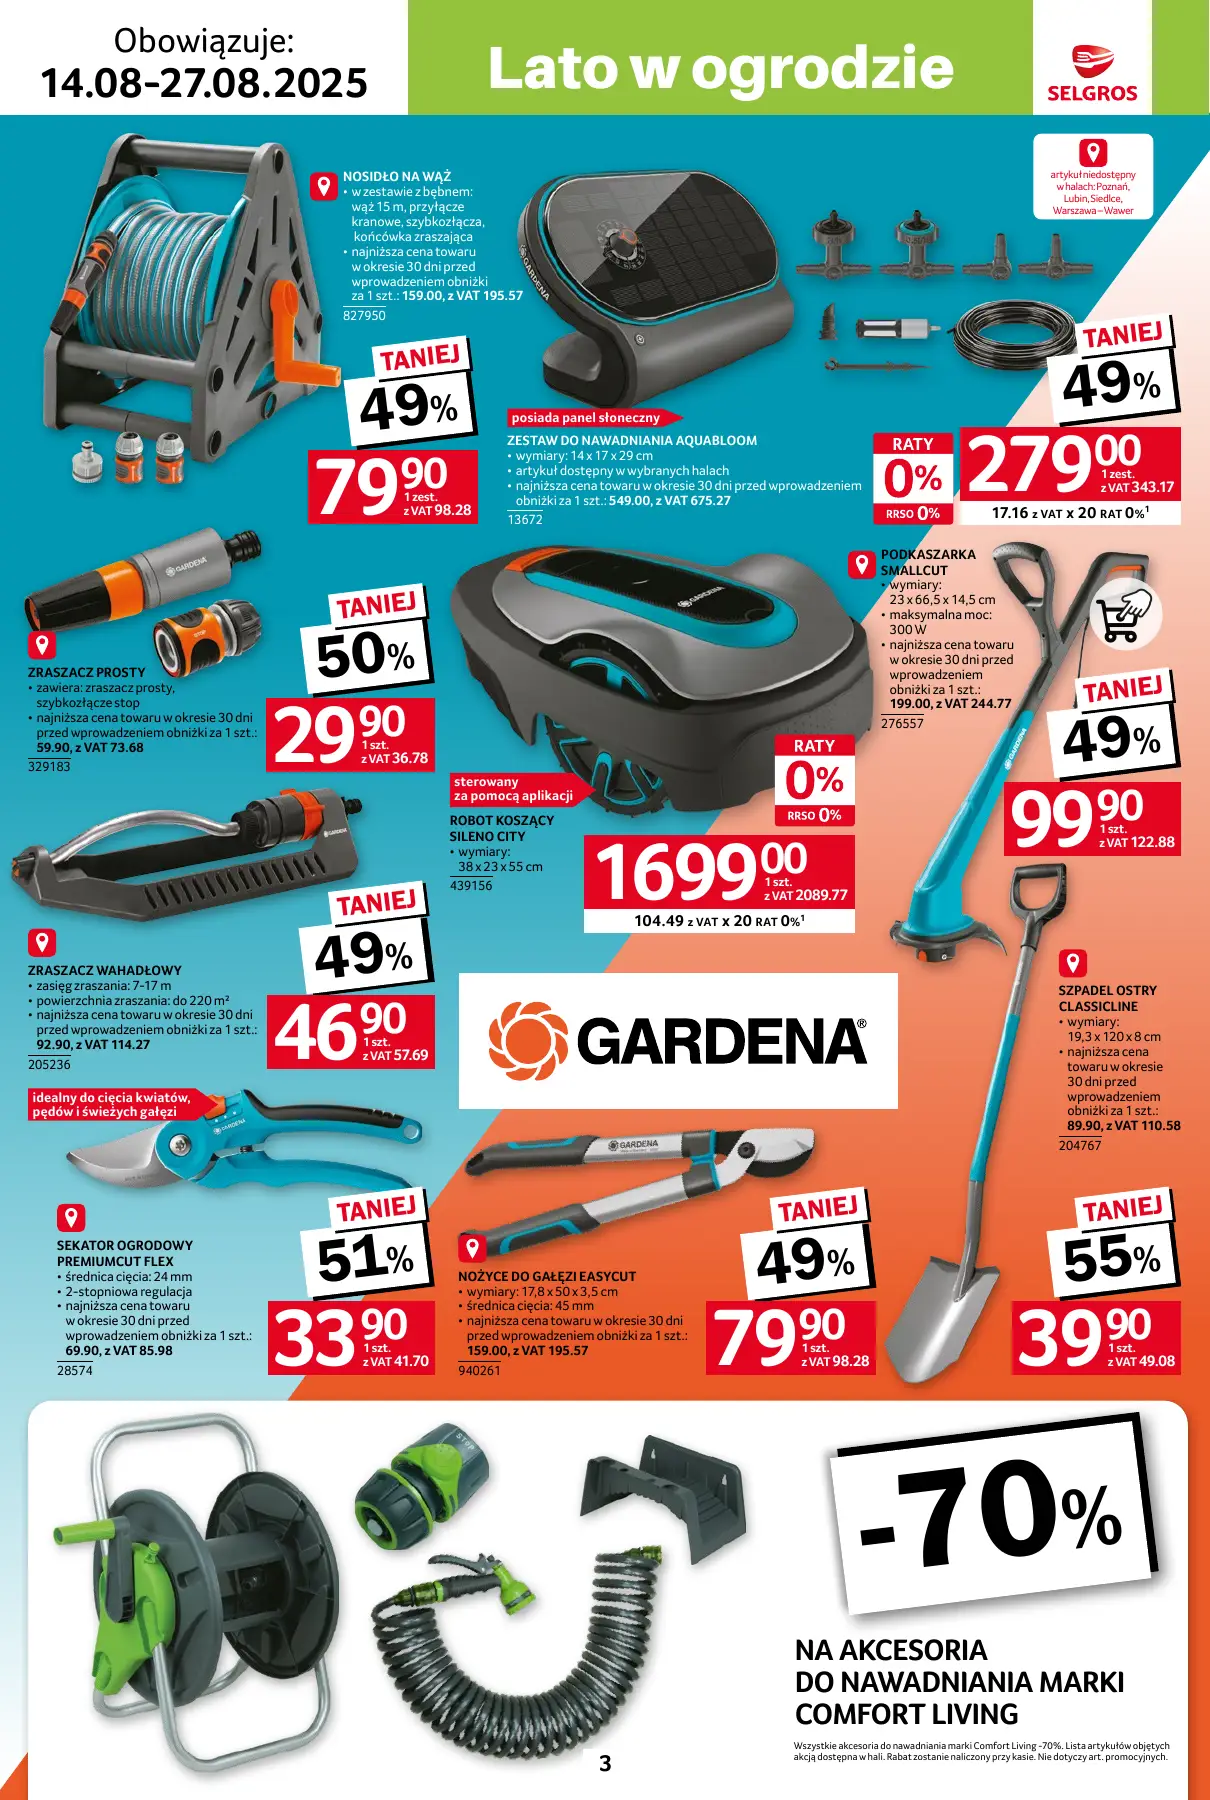 Obowiązuje:
14.08–27.08.2025
Lato w ogrodzie
SELGROS
artykuł niedostępny
w halach: Poznań,
Lubin, Siedlce,
Warszawa – Wawer
NOSIDŁO NA WĄŻ
• w zestawie z bębnem:
wąż 15 m, przyłącze
kranowe, szybkozłącza,
końcówka zraszająca
• najniższa cena towaru
w okresie 30 dni przed
wprowadzeniem obniżki
za 1 szt.: 159.00, z VAT 195.57
827950
TANIEJ
49%
79 90
1 zest.
z VAT 98.28
GARDENA
posiada panel słoneczny
ZESTAW DO NAWADNIANIA AQUABLOOM
• wymiary: 14 x 17 x 29 cm
• artykuł dostępny w wybranych halach
• najniższa cena towaru w okresie 30 dni przed wprowadzeniem
obniżki za 1 szt.: 549.00, z VAT 675.27
13672
TANIEJ
49%
RATY
0%
RRSO 0%
279 00
1 zest.
z VAT 343.17
17.16 z VAT x 20 RAT 0%¹
GARDENA
STOP
ZRASZACZ PROSTY
• zawiera: zraszacz prosty,
szybkozłącze stop
• najniższa cena towaru w okresie 30 dni
przed wprowadzeniem obniżki za 1 szt.:
59.90, z VAT 73.68
329183
TANIEJ
50%
29 90
1 szt.
z VAT 36.78
GARDENA
sterowany
za pomocą aplikacji
ROBOT KOSZĄCY
SILENO CITY
• wymiary:
38 x 23 x 55 cm
439156
RATY
0%
RRSO 0%
1699 00
1 szt.
z VAT 2089.77
104.49 z VAT x 20 RAT 0%¹
PODKASZARKA
SMALLCUT
• wymiary:
23 x 66,5 x 14,5 cm
• maksymalna moc:
300 W
• najniższa cena towaru
w okresie 30 dni przed
wprowadzeniem
obniżki za 1 szt.:
199.00, z VAT 244.77
276557
GARDENA
TANIEJ
49%
99 90
1 szt.
z VAT 122.88
GARDENA
ZRASZACZ WAHADŁOWY
• zasięg zraszania: 7–17 m
• powierzchnia zraszania: do 220 m²
• najniższa cena towaru w okresie 30 dni
przed wprowadzeniem obniżki za 1 szt.:
92.90, z VAT 114.27
205236
TANIEJ
49%
46 90
1 szt.
z VAT 57.69
GARDENA®
SZPADEL OSTRY
CLASSICLINE
• wymiary:
19,3 x 120 x 8 cm
• najniższa cena
towaru w okresie
30 dni przed
wprowadzeniem
obniżki za 1 szt.:
89.90, z VAT 110.58
204767
TANIEJ
55%
39 90
1 szt.
z VAT 49.08
idealny do cięcia kwiatów,
pędów i świeżych gałęzi
GARDENA
SEKATOR OGRODOWY
PREMIUMCUT FLEX
• średnica cięcia: 24 mm
• 2-stopniowa regulacja
• najniższa cena towaru
w okresie 30 dni przed
wprowadzeniem obniżki za 1 szt.:
69.90, z VAT 85.98
28574
TANIEJ
51%
33 90
1 szt.
z VAT 41.70
GARDENA
NOŻYCE DO GAŁĘZI EASYCUT
• wymiary: 17,8 x 50 x 3,5 cm
• średnica cięcia: 45 mm
• najniższa cena towaru w okresie 30 dni
przed wprowadzeniem obniżki za 1 szt.:
159.00, z VAT 195.57
940261
TANIEJ
49%
79 90
1 szt.
z VAT 98.28
STOP
-70%
NA AKCESORIA
DO NAWADNIANIA MARKI
COMFORT LIVING
Wszystkie akcesoria do nawadniania marki Comfort Living -70%. Lista artykułów objętych
akcją dostępna w hali. Rabat zostanie naliczony przy kasie. Nie dotyczy art. promocyjnych.
3